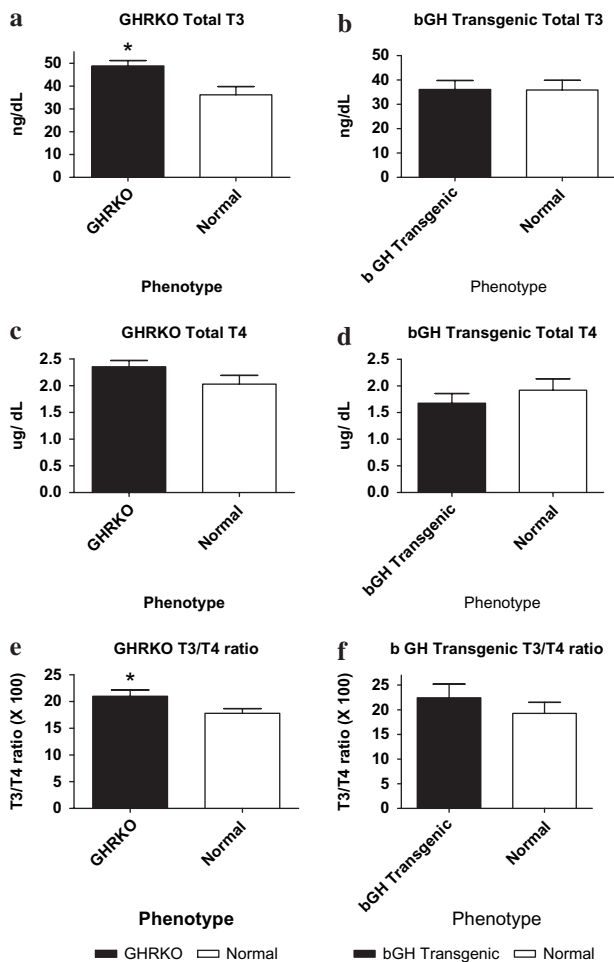 a
GHRKO Total T3
*
50
40
30
20
10
0
ng/dL
GHRKO
Normal
Phenotype
b
bGH Transgenic Total T3
50
40
30
20
10
0
ng/dL
b GH Transgenic
Normal
Phenotype
c
GHRKO Total T4
2.5
2.0
1.5
1.0
0.5
0.0
ug/ dL
GHRKO
Normal
Phenotype
d
bGH Transgenic Total T4
2.5
2.0
1.5
1.0
0.5
0.0
ug/ dL
bGH Transgenic
Normal
Phenotype
e
GHRKO T3/T4 ratio
*
25
20
15
10
5
0
T3/T4 ratio (X 100)
GHRKO
Normal
Phenotype
GHRKO Normal
f
b GH Transgenic T3/T4 ratio
25
20
15
10
5
0
T3/T4 ratio (X 100)
bGH Transgenic
Normal
Phenotype
bGH Transgenic Normal